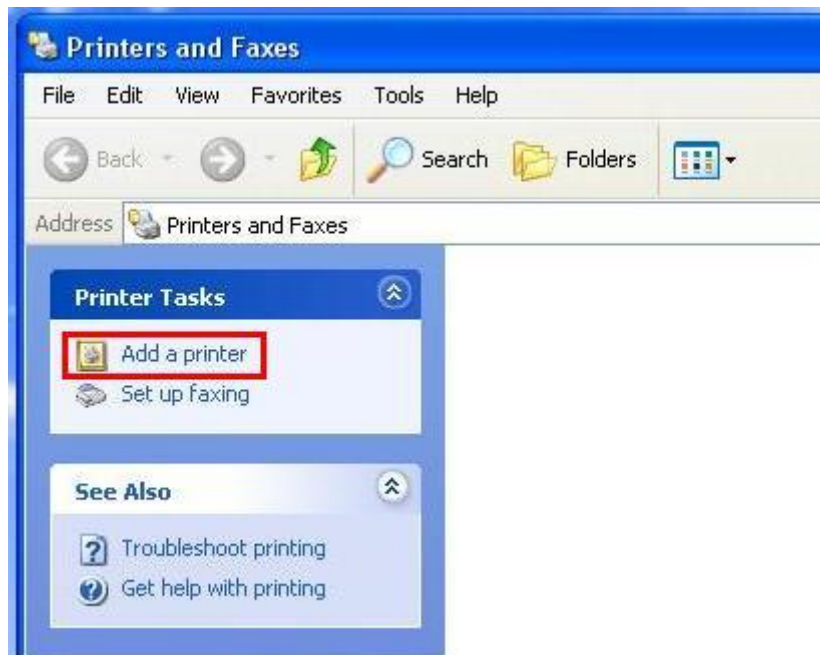 Printers and Faxes
File Edit View Favorites Tools Help
Back Search Folders
Address Printers and Faxes
Printer Tasks
Add a printer
Set up faxing
See Also
Troubleshoot printing
Get help with printing